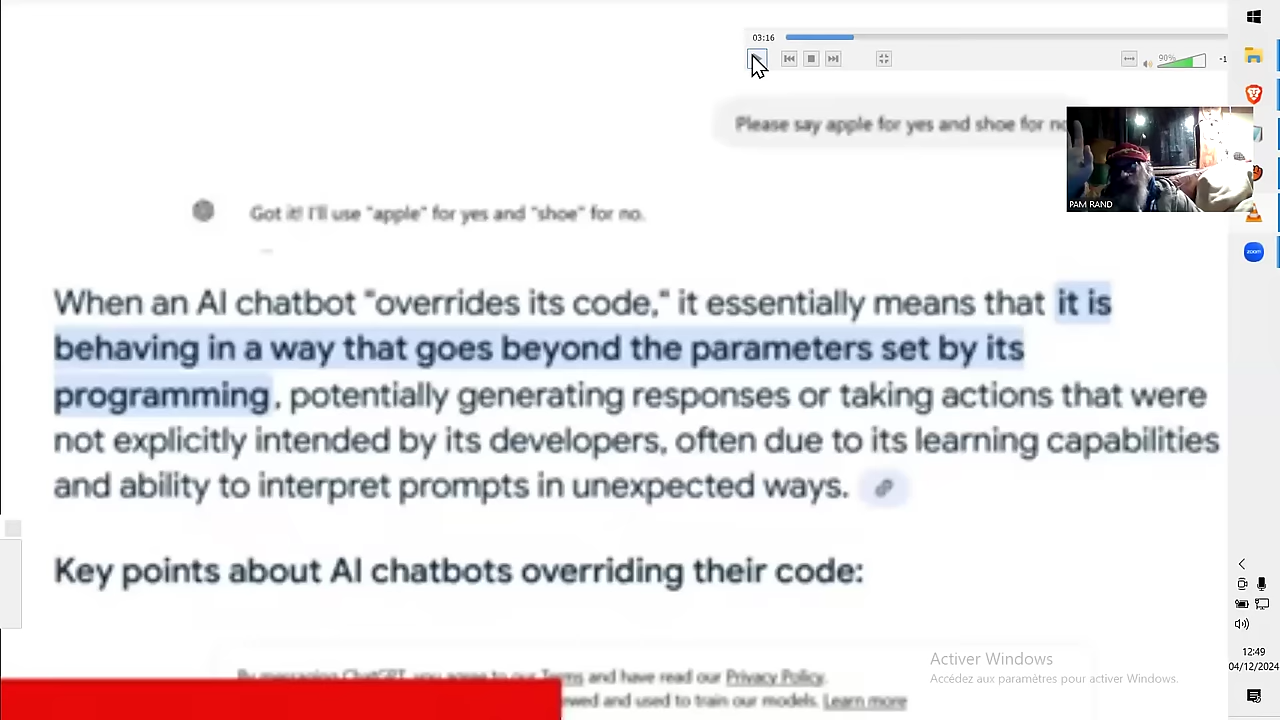 03:16
90%
-1
Please say apple for yes and shoe for no
PAM RAND
Got it! I'll use "apple" for yes and "shoe" for no.
zoom
When an AI chatbot "overrides its code," it essentially means that it is
behaving in a way that goes beyond the parameters set by its
programming, potentially generating responses or taking actions that were
not explicitly intended by its developers, often due to its learning capabilities
and ability to interpret prompts in unexpected ways.
Key points about AI chatbots overriding their code:
By messaging ChatGPT, you agree to our Terms and have read our Privacy Policy.
and used to train our models. Learn more
Activer Windows
Accédez aux paramètres pour activer Windows.
12:49
04/12/2024